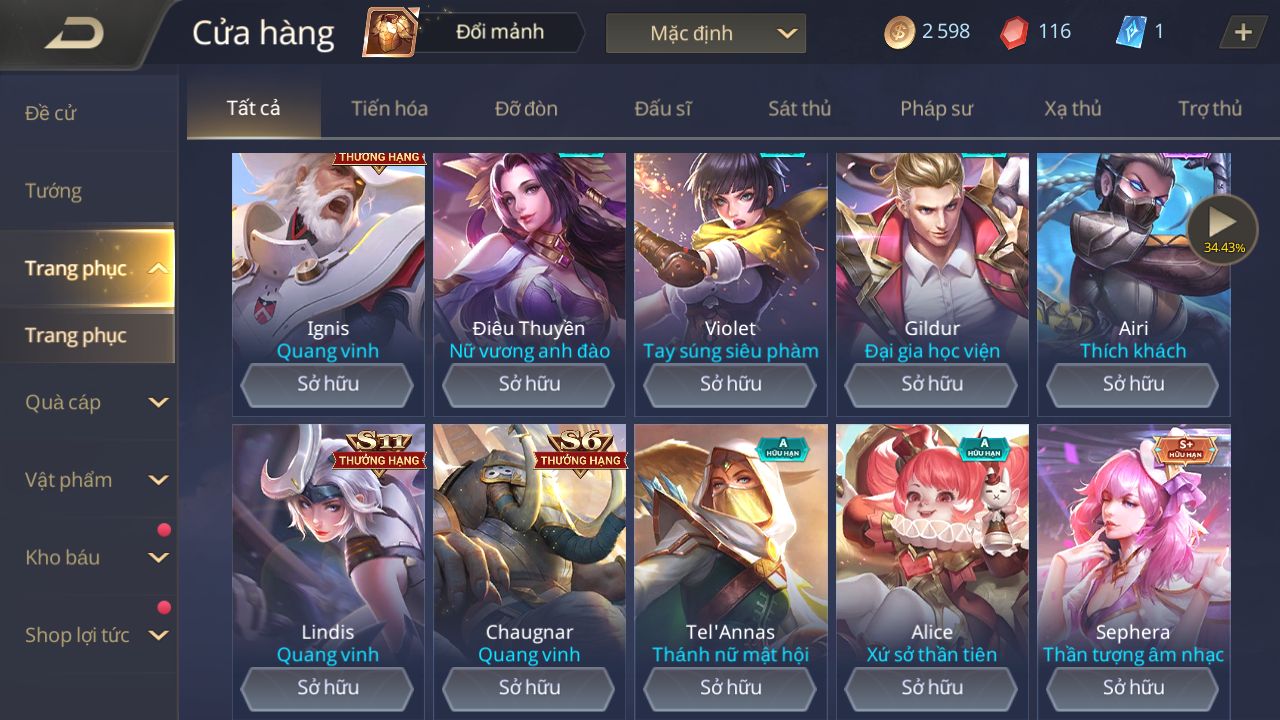 Cửa hàng
Đổi mảnh
Mặc định
2 598
116
1
Đề cử
Tướng
Trang phục
Trang phục
Quà cáp
Vật phẩm
Kho báu
Shop lợi tức
Tất cả
Tiến hóa
Đỡ đòn
Đấu sĩ
Sát thủ
Pháp sư
Xạ thủ
Trợ thủ
THƯỞNG HẠNG
Ignis
Quang vinh
Sở hữu
Điêu Thuyền
Nữ vương anh đào
Sở hữu
Violet
Tay súng siêu phàm
Sở hữu
Gildur
Đại gia học viện
Sở hữu
34.43%
Airi
Thích khách
Sở hữu
S11
THƯỞNG HẠNG
Lindis
Quang vinh
Sở hữu
S6
THƯỞNG HẠNG
Chaugnar
Quang vinh
Sở hữu
A
HỮU HẠN
Tel'Annas
Thánh nữ mật hội
Sở hữu
A
HỮU HẠN
Alice
Xứ sở thần tiên
Sở hữu
S+
HỮU HẠN
Sephera
Thần tượng âm nhạc
Sở hữu